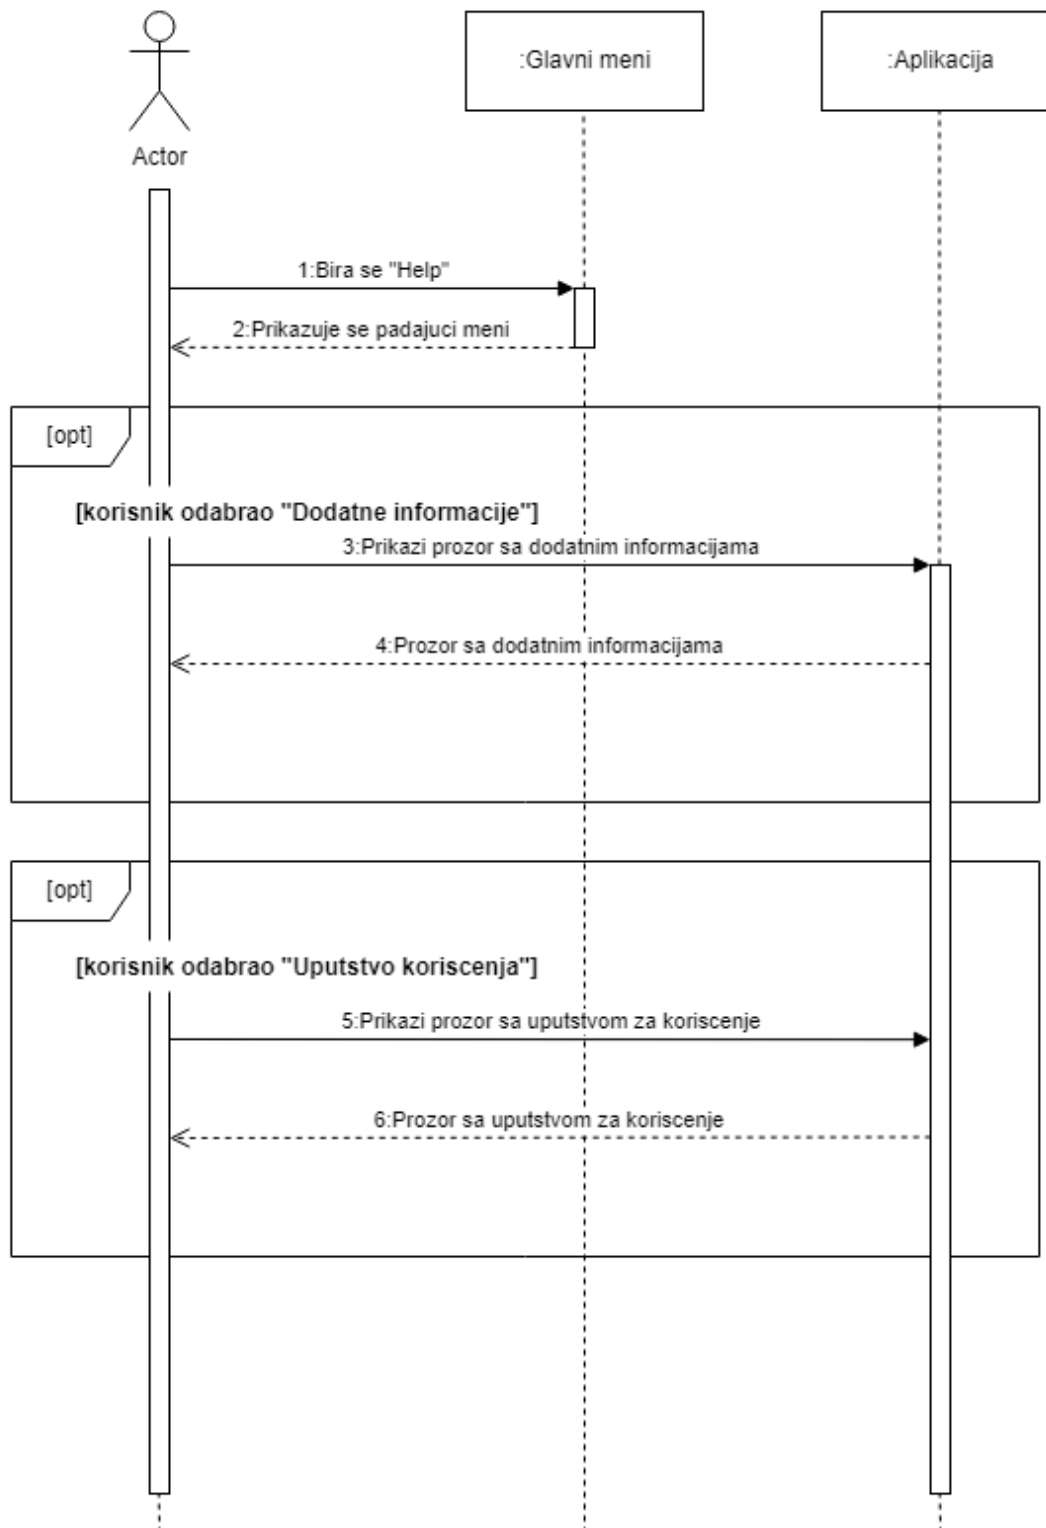 :Glavni meni
:Aplikacija
Actor
1:Bira se "Help"
2:Prikazuje se padajuci meni
[opt]
[korisnik odabrao "Dodatne informacije"]
3:Prikazi prozor sa dodatnim informacijama
4:Prozor sa dodatnim informacijama
[opt]
[korisnik odabrao "Uputstvo koriscenja"]
5:Prikazi prozor sa uputstvom za koriscenje
6:Prozor sa uputstvom za koriscenje